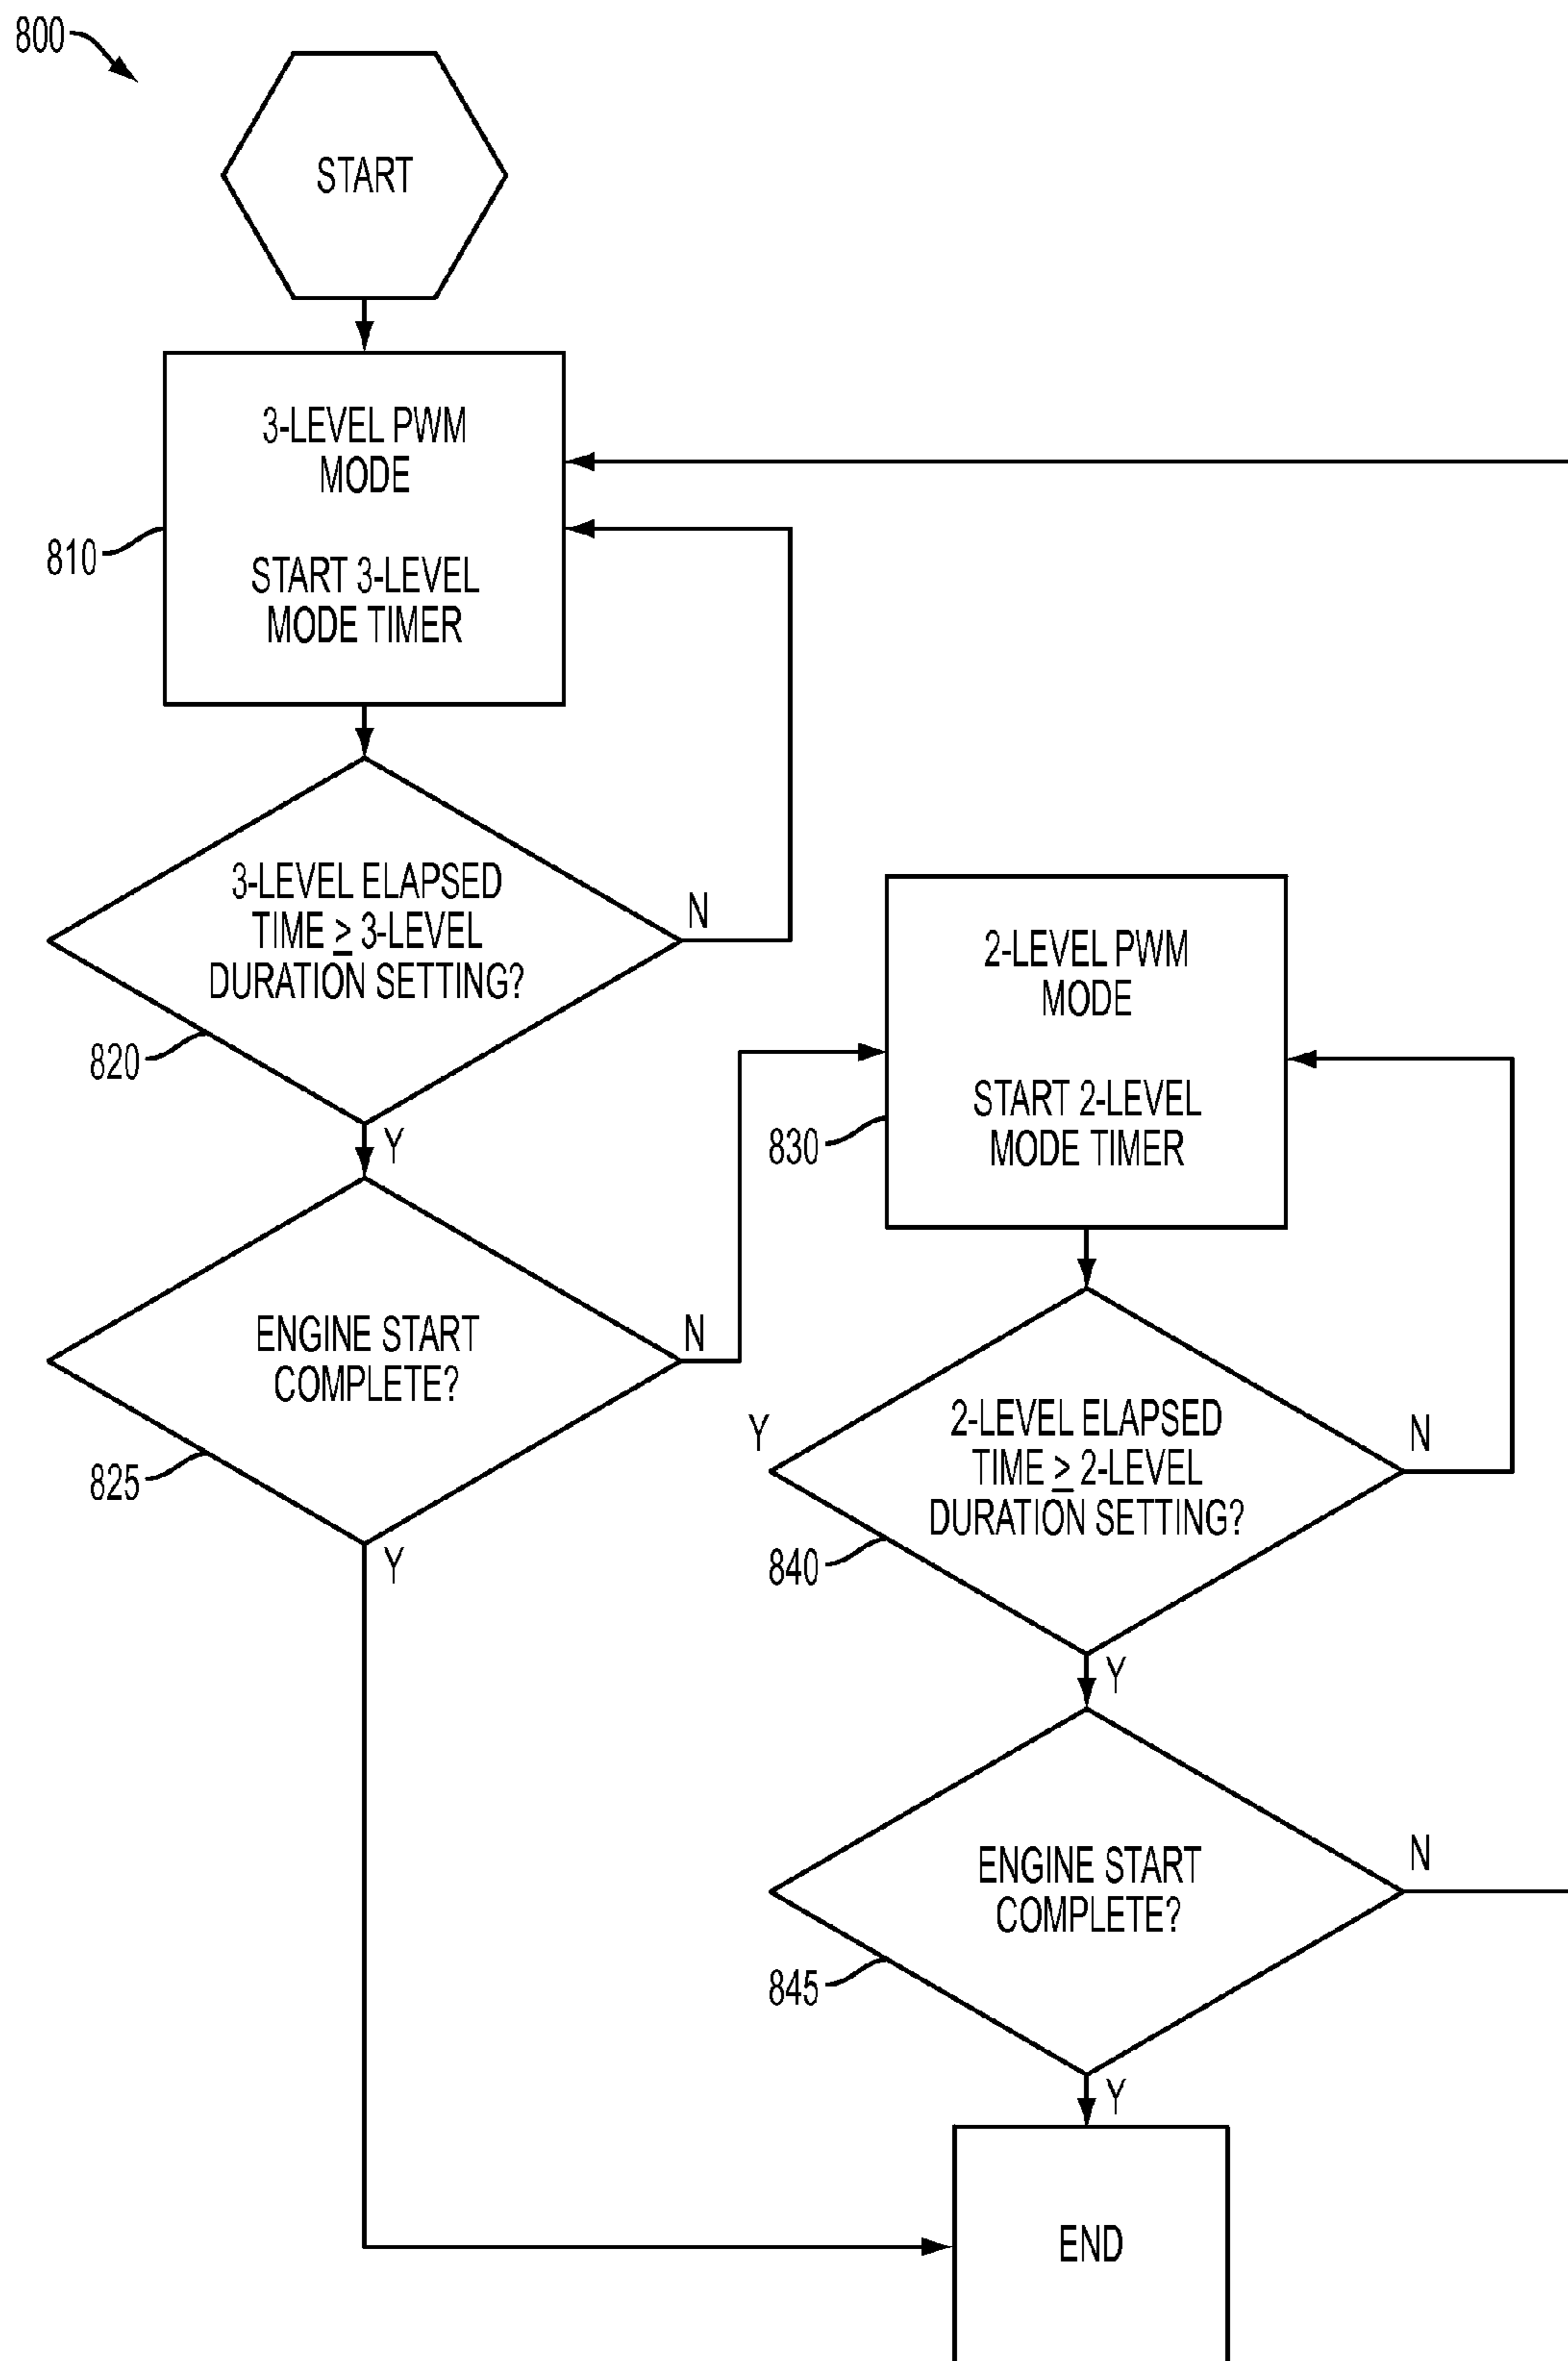 800
START
3-LEVEL PWM
MODE
START 3-LEVEL
MODE TIMER
810
3-LEVEL ELAPSED
TIME ≥ 3-LEVEL
DURATION SETTING?
N
820
Y
ENGINE START
COMPLETE?
N
825
Y
2-LEVEL PWM
MODE
START 2-LEVEL
MODE TIMER
830
2-LEVEL ELAPSED
TIME ≥ 2-LEVEL
DURATION SETTING?
Y
N
840
Y
ENGINE START
COMPLETE?
N
845
Y
END